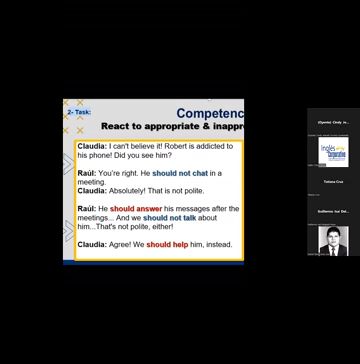 2- Task:
Competenc
React to appropriate & inappr
Claudia: I can't believe it! Robert is addicted to
his phone! Did you see him?
Raúl: You're right. He should not chat in a
meeting.
Claudia: Absolutely! That is not polite.
Raúl: He should answer his messages after the
meetings... And we should not talk about
him...That's not polite, either!
Claudia: Agree! We should help him, instead.
Inglés
Corporativo
Tatiana Cruz